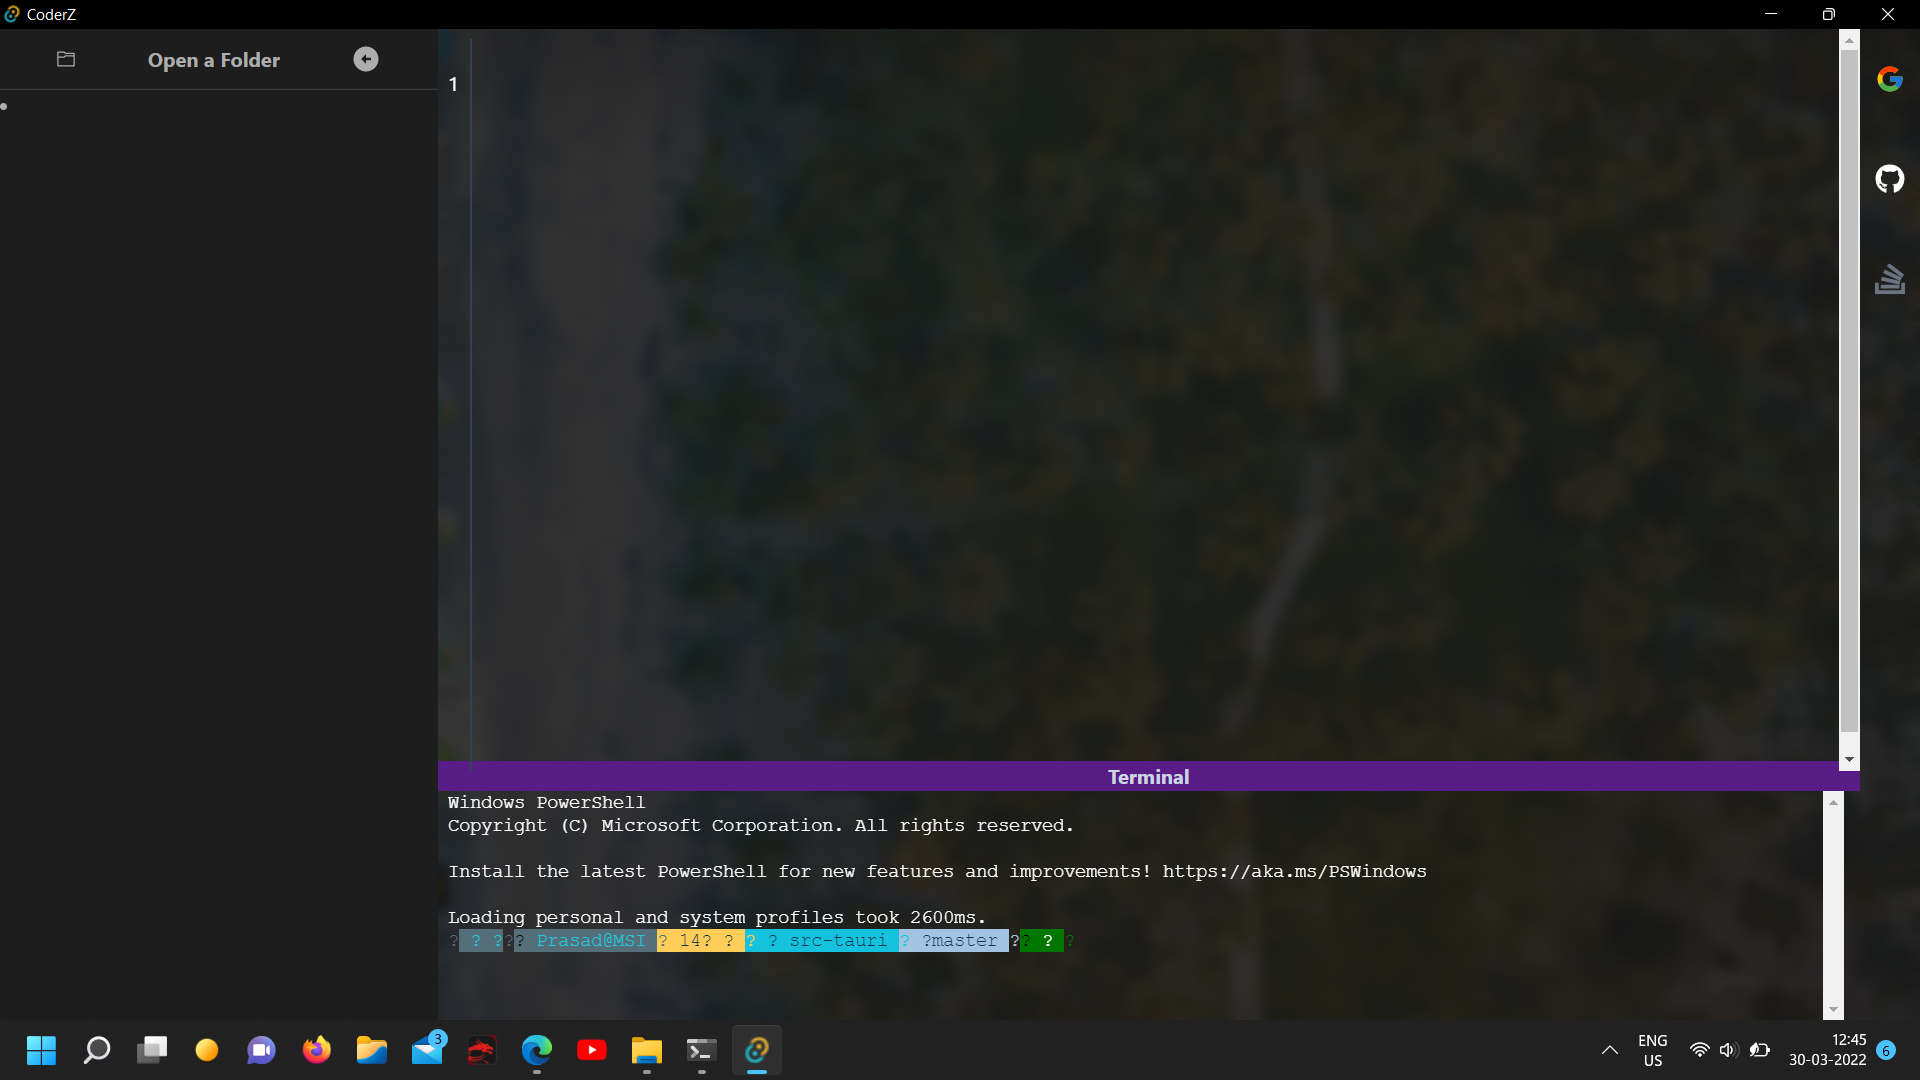 CoderZ
Open a Folder
1
Terminal
Windows PowerShell
Copyright (C) Microsoft Corporation. All rights reserved.
Install the latest PowerShell for new features and improvements! https://aka.ms/PSWindows
Loading personal and system profiles took 2600ms.
? ? ??? Prasad@MSI ? 14? ? ? ? src-tauri ? ?master ?? ? ?
3
ENG
US
12:45
30-03-2022
6